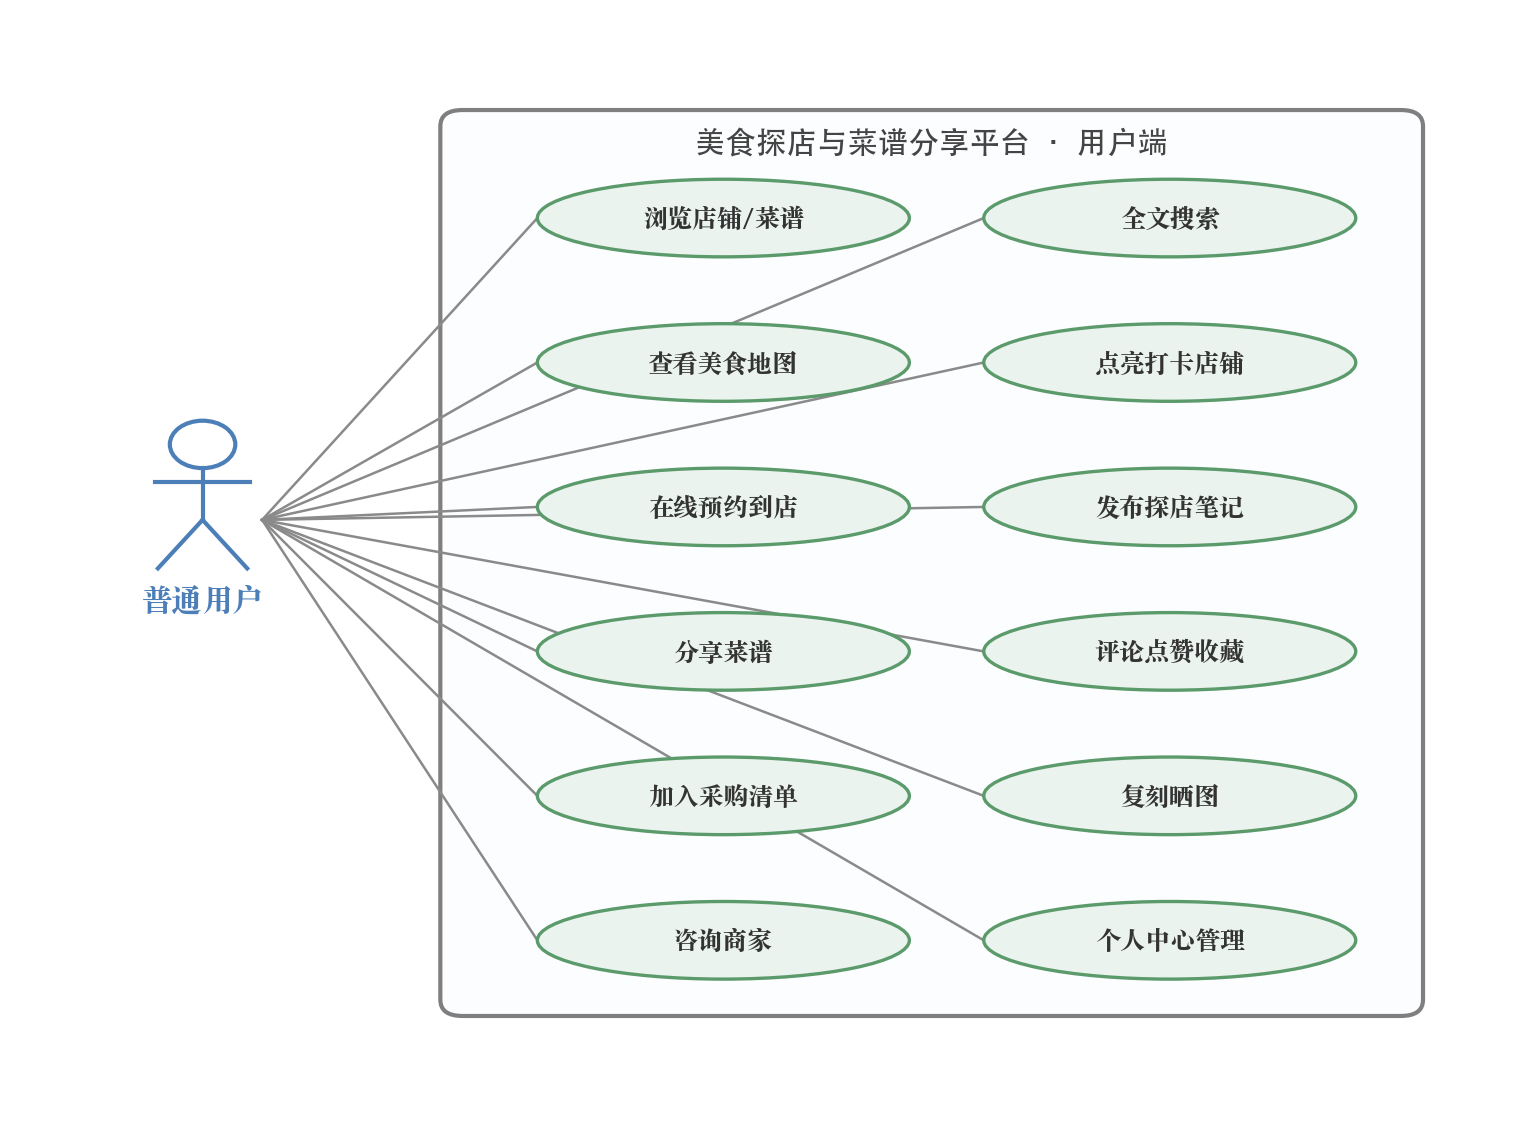 美食探店与菜谱分享平台 · 用户端
浏览店铺/菜谱
全文搜索
查看美食地图
点亮打卡店铺
在线预约到店
发布探店笔记
普通用户
分享菜谱
评论点赞收藏
加入采购清单
复刻晒图
咨询商家
个人中心管理